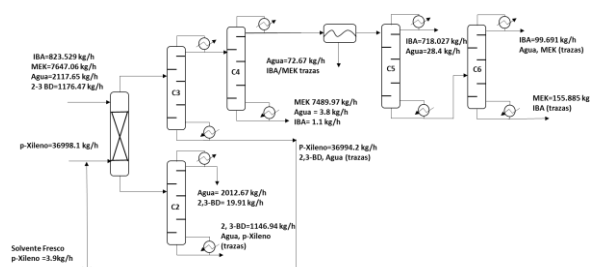 IBA=823.529 kg/h
MEK=7647.06 kg/h
Agua=2117.65 kg/h
2-3 BD=1176.47 kg/h
p-Xileno=36998.1 kg/h
Solvente Fresco
p-Xileno =3.9kg/h
C3
C2
Agua= 2012.67 kg/h
2,3-BD= 19.91 kg/h
2, 3-BD=1146.94 kg/h
Agua, p-Xileno
(trazas)
C4
Agua=72.67 kg/h
IBA/MEK trazas
MEK 7489.97 kg/h
Agua = 3.8 kg/h
IBA= 1.1 kg/h
P-Xileno=36994.2 kg/h
2,3-BD, Agua (trazas)
C5
IBA=718.027 kg/h
Agua=28.4 kg/h
C6
IBA=99.691 kg/h
Agua, MEK (trazas)
MEK=155.885 kg/h
IBA (trazas)